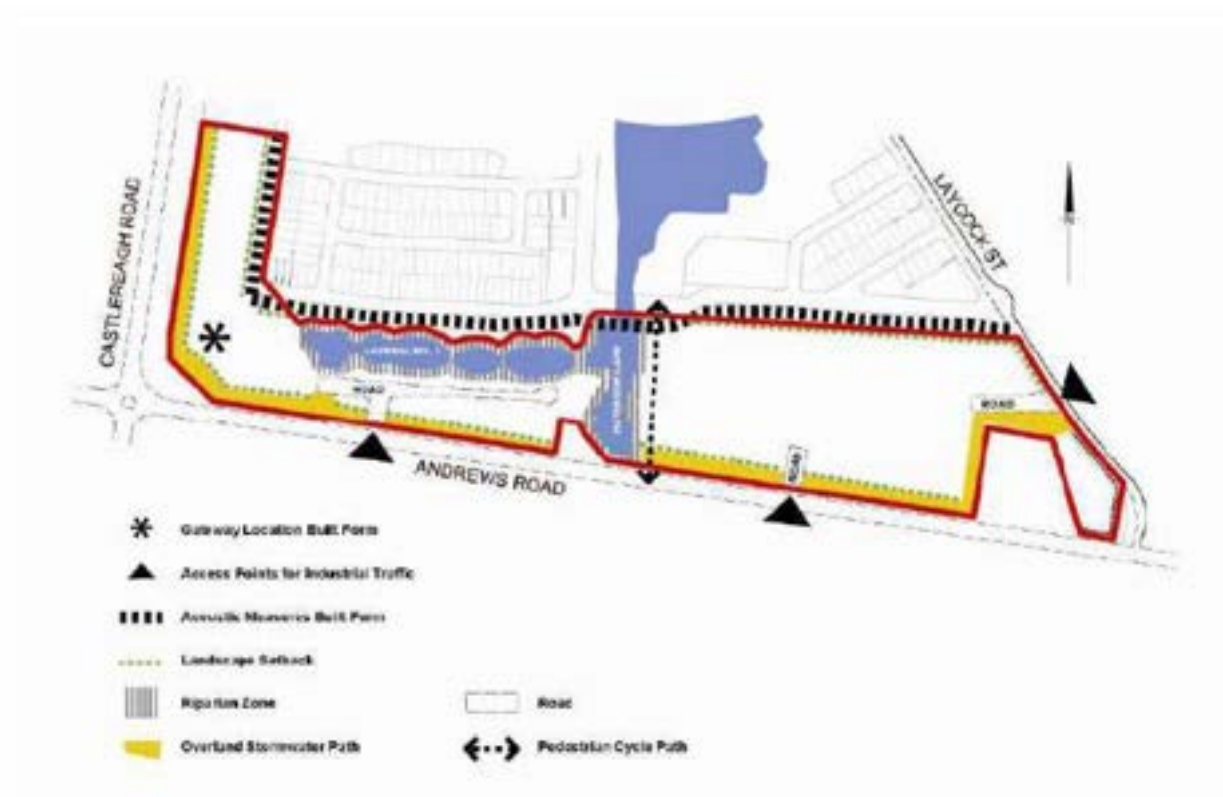 LAYCOCK ST
CASTLEREAGH ROAD
ROAD
ROAD
ROAD
ANDREWS ROAD
Gateway Location Built Form
Access Points for Industrial Traffic
Acoustic Measures Built Form
Landscape Setback
Riparian Zone
Road
Overland Stormwater Path
Pedestrian Cycle Path